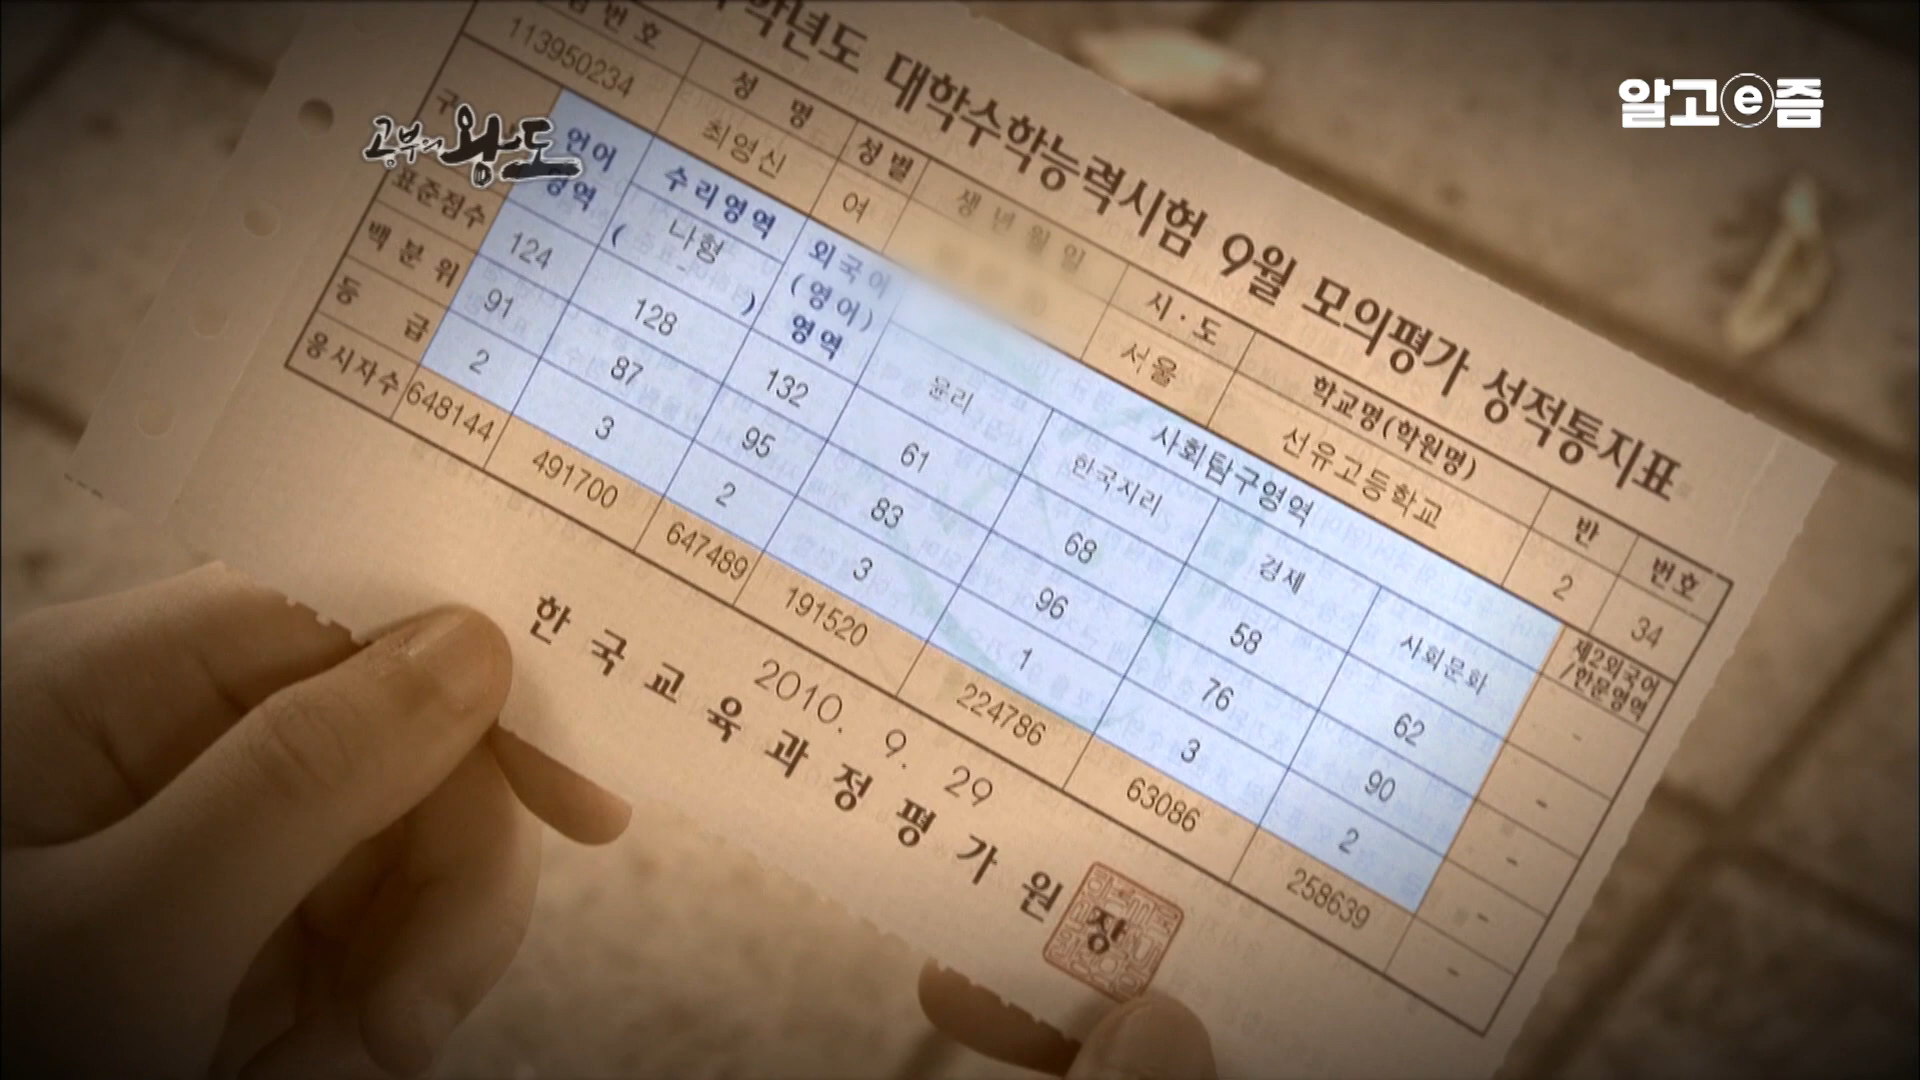 알고e즘
공부의 왕도
학년도 대학수학능력시험 9월 모의평가 성적통지표
번호 성 명 성별 생년월일 시·도 학교명(학원명) 반 번호
113950234 최영신 여 서울 선유고등학교 2 34
구 언어영역 수리영역 외국어(영어)영역 사회탐구영역 제2외국어/한문영역
( 나형 ) 윤리 한국지리 경제 사회문화
표준점수 124 128 132 61 68 58 62 -
백분위 91 87 95 83 96 76 90 -
등급 2 3 2 3 1 3 2 -
응시자수 648144 491700 647489 191520 224786 63086 258639 -
2010. 9. 29
한국교육과정평가원장